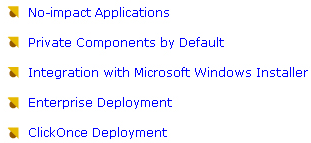 No-impact Applications
Private Components by Default
Integration with Microsoft Windows Installer
Enterprise Deployment
ClickOnce Deployment